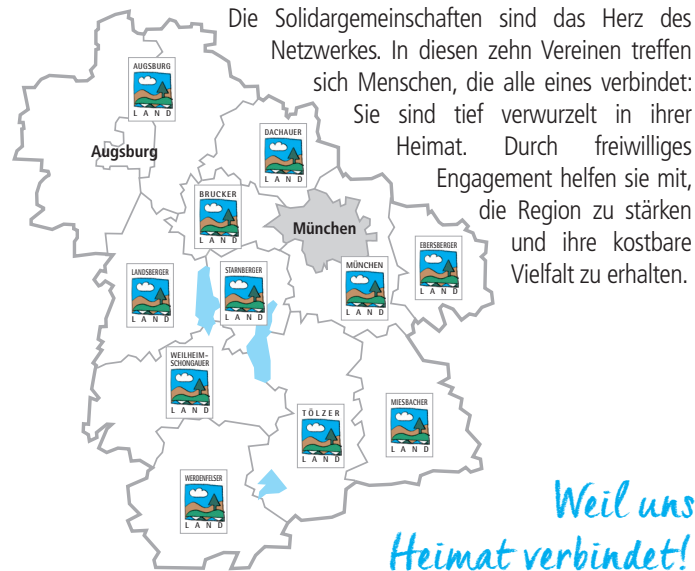 Die Solidargemeinschaften sind das Herz des
Netzwerkes. In diesen zehn Vereinen treffen
sich Menschen, die alle eines verbindet:
Sie sind tief verwurzelt in ihrer
Heimat. Durch freiwilliges
Engagement helfen sie mit,
die Region zu stärken
und ihre kostbare
Vielfalt zu erhalten.
AUGSBURG
LAND
Augsburg
DACHAUER
LAND
BRUCKER
LAND
München
EBERSBERGER
LAND
LANDSBERGER
LAND
STARNBERGER
LAND
MÜNCHEN
LAND
WEILHEIM-
SCHONGAUER
LAND
TÖLZER
LAND
MIESBACHER
LAND
WERDENFELSER
LAND
Weil uns
Heimat verbindet!